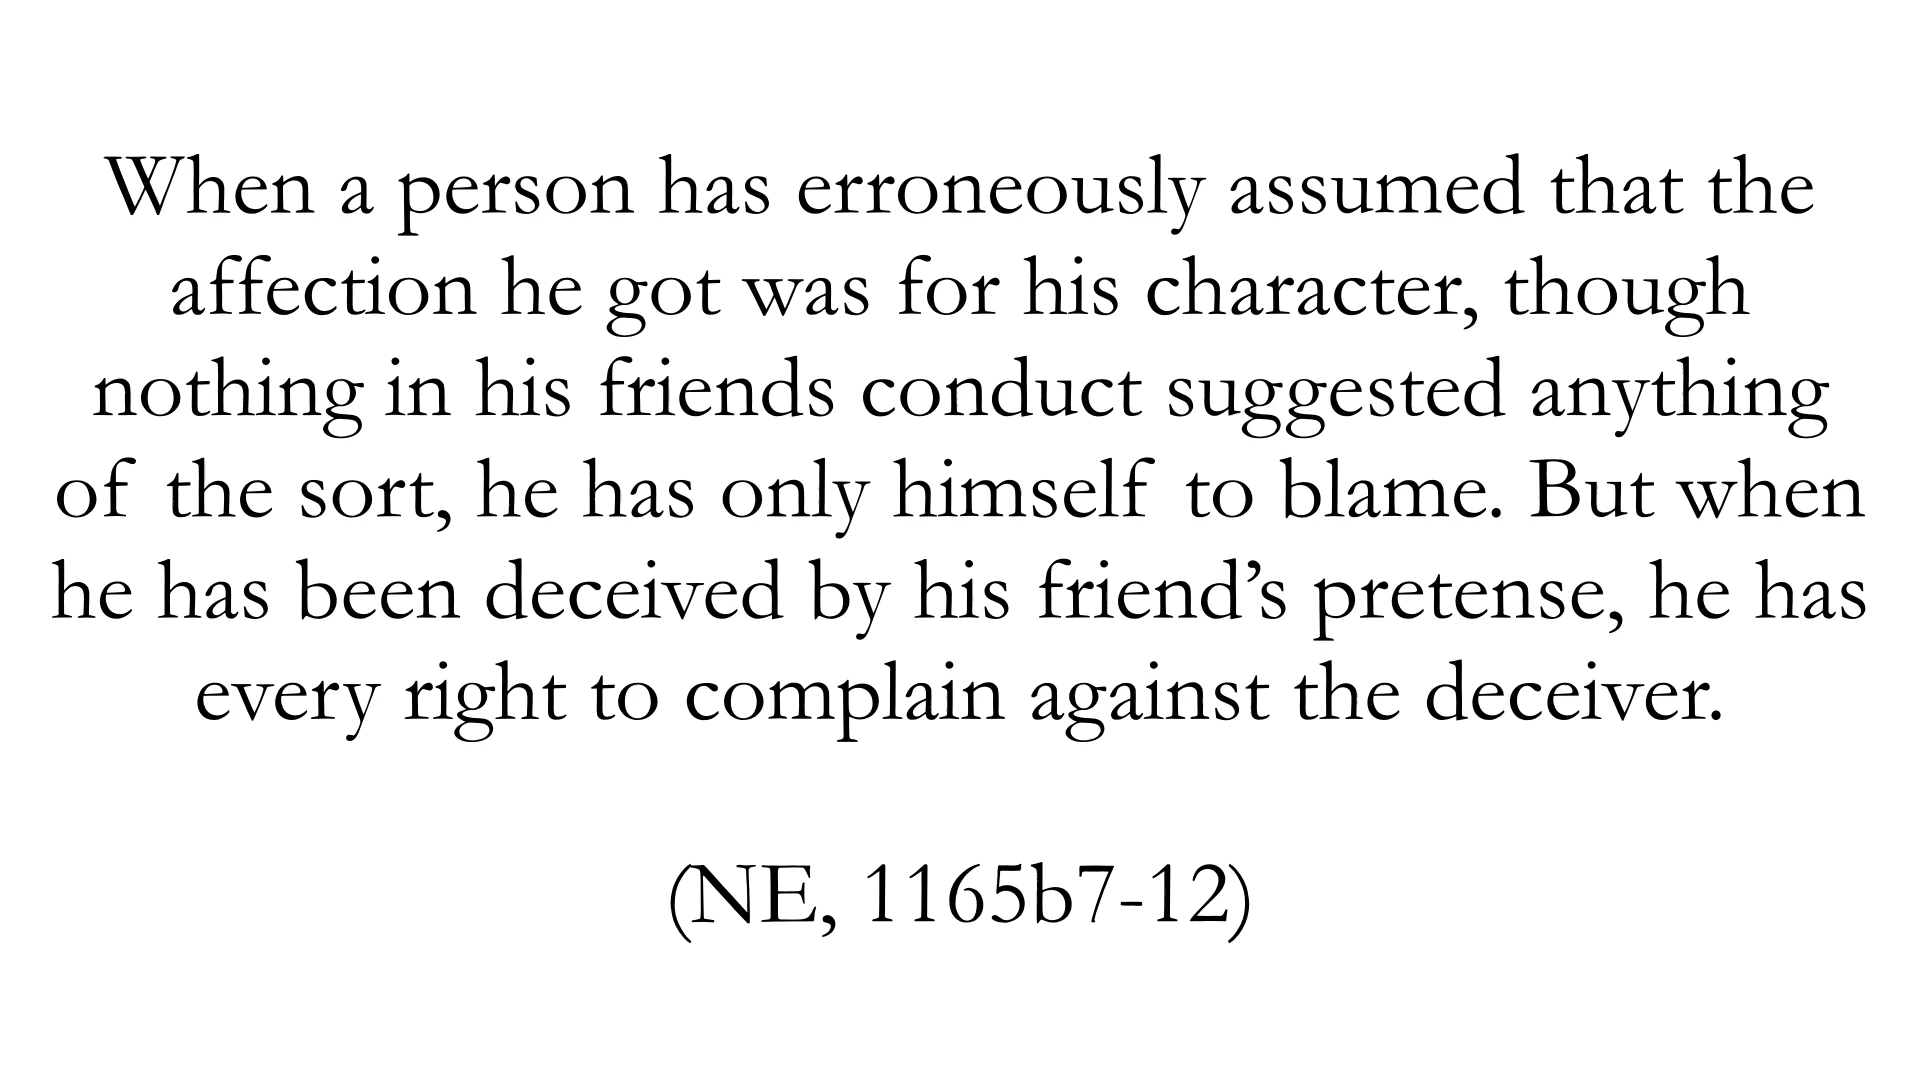 When a person has erroneously assumed that the
affection he got was for his character, though
nothing in his friends conduct suggested anything
of the sort, he has only himself to blame. But when
he has been deceived by his friend’s pretense, he has
every right to complain against the deceiver.
(NE, 1165b7-12)